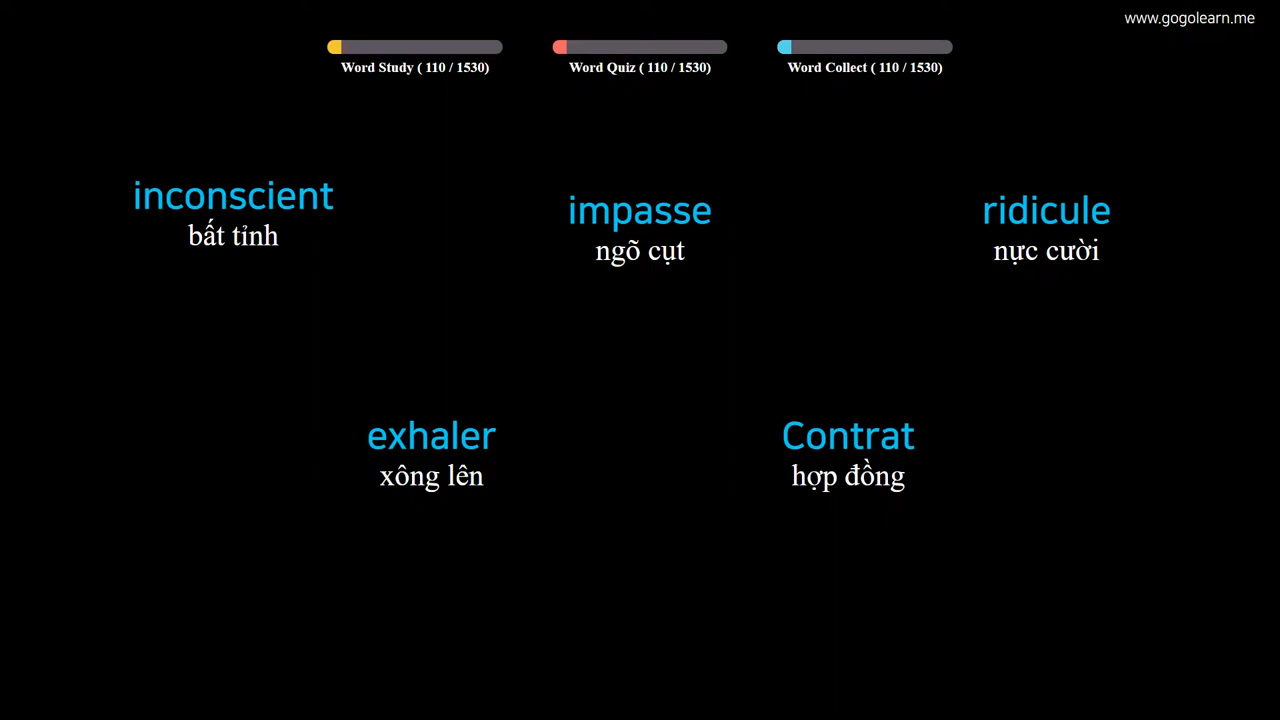 www.gogolearn.me
Word Study ( 110 / 1530)
Word Quiz ( 110 / 1530)
Word Collect ( 110 / 1530)
inconscient
bất tỉnh
impasse
ngõ cụt
ridicule
nực cười
exhaler
xông lên
Contrat
hợp đồng